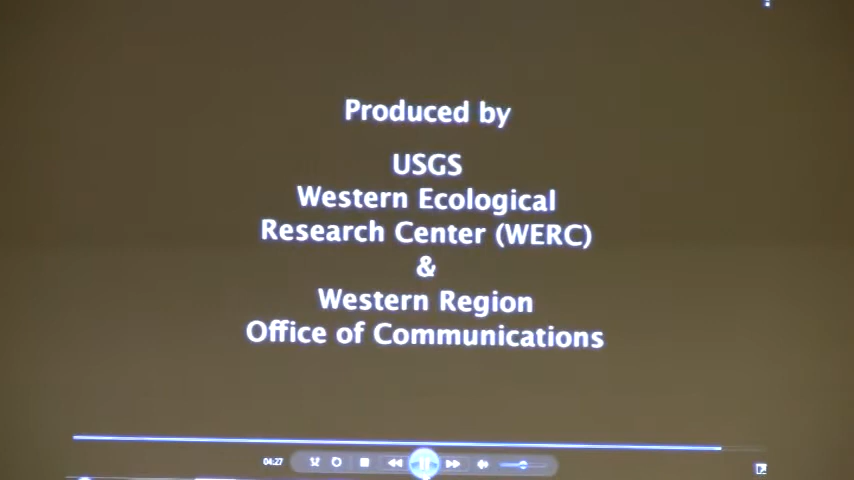 Produced by
USGS
Western Ecological
Research Center (WERC)
&
Western Region
Office of Communications
04:27